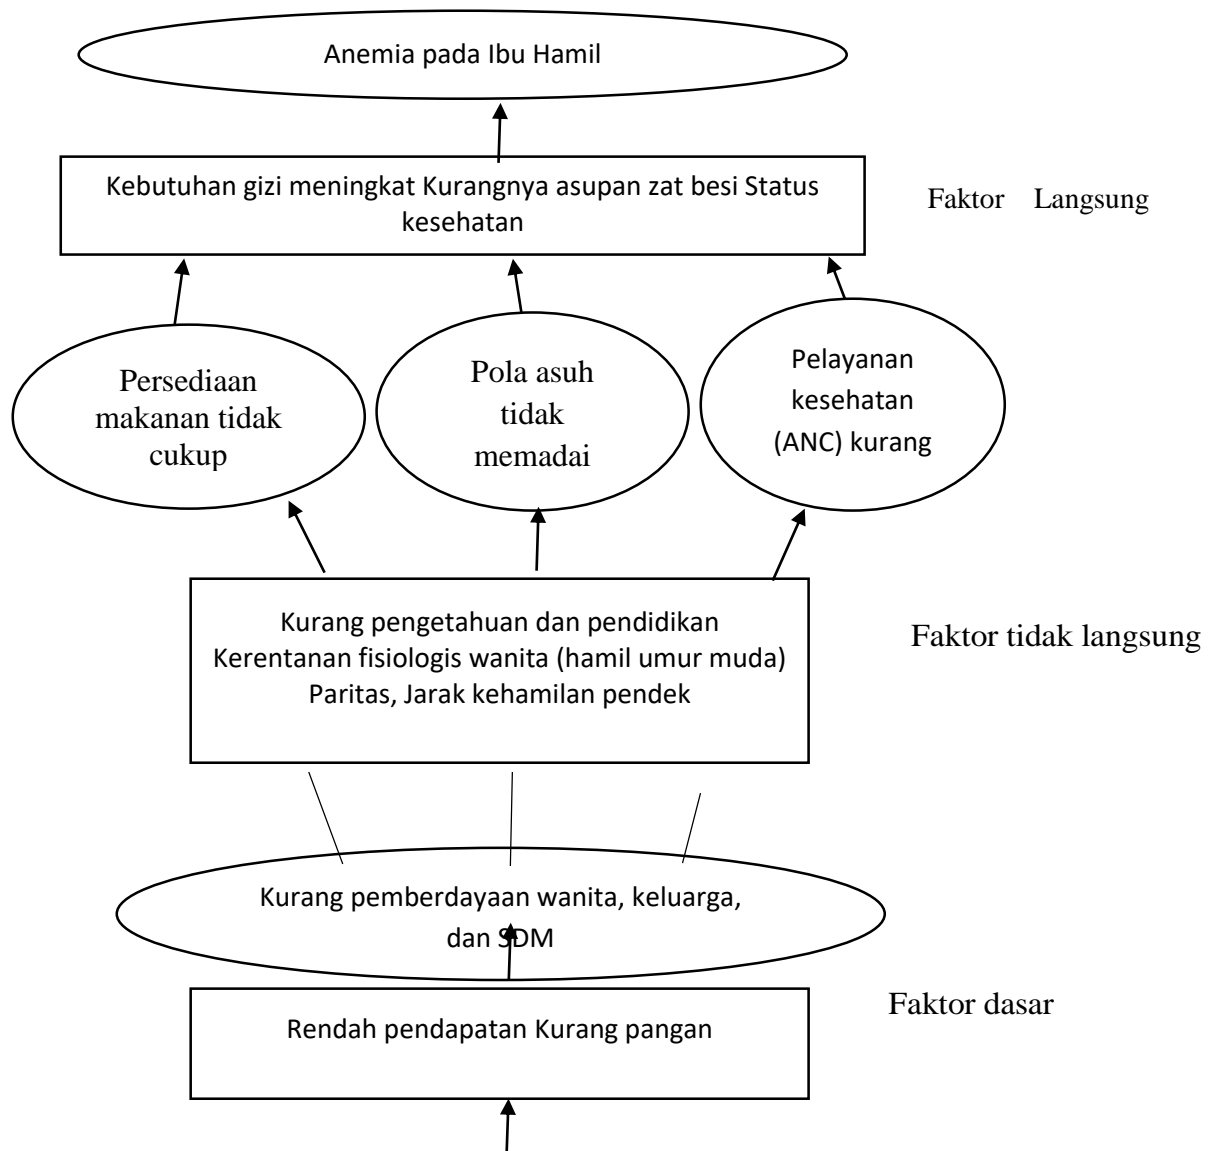 Anemia pada Ibu Hamil
Kebutuhan gizi meningkat Kurangnya asupan zat besi Status
kesehatan
Faktor Langsung
Persediaan
makanan tidak
cukup
Pola asuh
tidak
memadai
Pelayanan
kesehatan
(ANC) kurang
Kurang pengetahuan dan pendidikan
Kerentanan fisiologis wanita (hamil umur muda)
Paritas, Jarak kehamilan pendek
Faktor tidak langsung
Kurang pemberdayaan wanita, keluarga,
dan SDM
Faktor dasar
Rendah pendapatan Kurang pangan